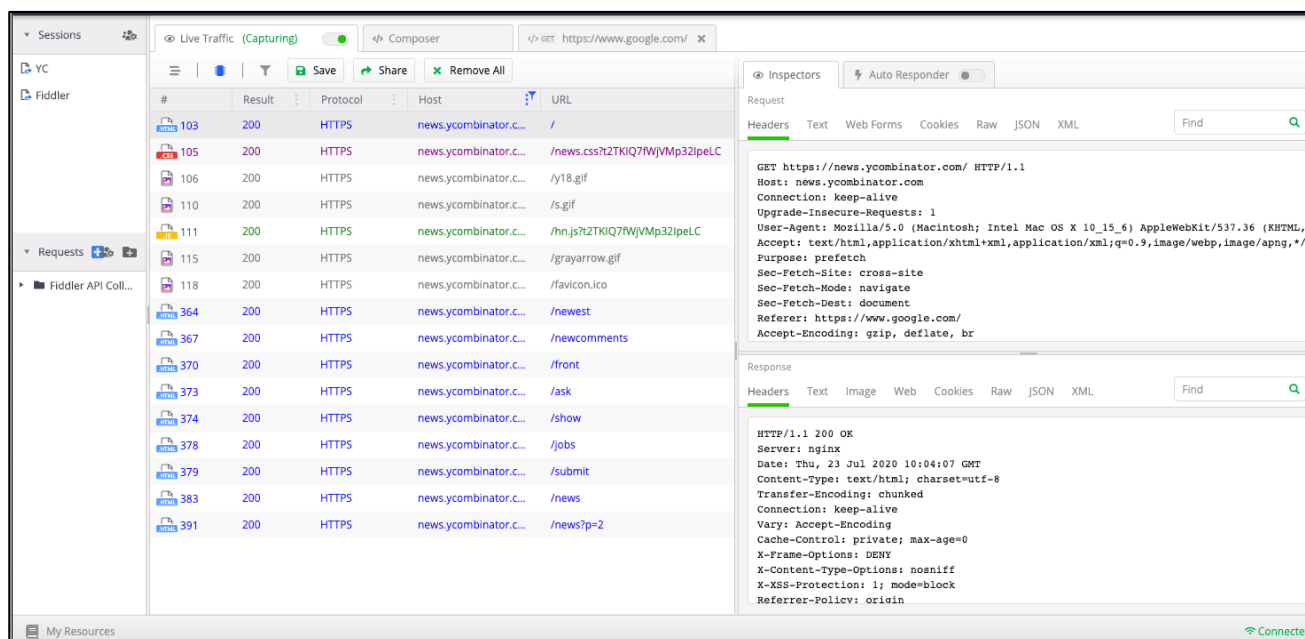 Sessions
Live Traffic (Capturing)
Composer
GET https://www.google.com/
YC
Fiddler
Save
Share
Remove All
Inspectors
Auto Responder
# Result Protocol Host URL
Request
Headers Text Web Forms Cookies Raw JSON XML
Find
.HTML 103 200 HTTPS news.ycombinator.c... /
.CSS 105 200 HTTPS news.ycombinator.c... /news.css?t2TKIQ7fWjVMp32IpeLC
106 200 HTTPS news.ycombinator.c... /y18.gif
110 200 HTTPS news.ycombinator.c... /s.gif
JS 111 200 HTTPS news.ycombinator.c... /hn.js?t2TKIQ7fWjVMp32IpeLC
115 200 HTTPS news.ycombinator.c... /grayarrow.gif
118 200 HTTPS news.ycombinator.c... /favicon.ico
.HTML 364 200 HTTPS news.ycombinator.c... /newest
.HTML 367 200 HTTPS news.ycombinator.c... /newcomments
.HTML 370 200 HTTPS news.ycombinator.c... /front
.HTML 373 200 HTTPS news.ycombinator.c... /ask
.HTML 374 200 HTTPS news.ycombinator.c... /show
.HTML 378 200 HTTPS news.ycombinator.c... /jobs
.HTML 379 200 HTTPS news.ycombinator.c... /submit
.HTML 383 200 HTTPS news.ycombinator.c... /news
.HTML 391 200 HTTPS news.ycombinator.c... /news?p=2
Requests
Fiddler API Coll...
GET https://news.ycombinator.com/ HTTP/1.1
Host: news.ycombinator.com
Connection: keep-alive
Upgrade-Insecure-Requests: 1
User-Agent: Mozilla/5.0 (Macintosh; Intel Mac OS X 10_15_6) AppleWebKit/537.36 (KHTML,
Accept: text/html,application/xhtml+xml,application/xml;q=0.9,image/webp,image/apng,*/
Purpose: prefetch
Sec-Fetch-Site: cross-site
Sec-Fetch-Mode: navigate
Sec-Fetch-Dest: document
Referer: https://www.google.com/
Accept-Encoding: gzip, deflate, br
Response
Headers Text Image Web Cookies Raw JSON XML
Find
HTTP/1.1 200 OK
Server: nginx
Date: Thu, 23 Jul 2020 10:04:07 GMT
Content-Type: text/html; charset=utf-8
Transfer-Encoding: chunked
Connection: keep-alive
Vary: Accept-Encoding
Cache-Control: private; max-age=0
X-Frame-Options: DENY
X-Content-Type-Options: nosniff
X-XSS-Protection: 1; mode=block
Referrer-Policy: origin
My Resources
Connecte